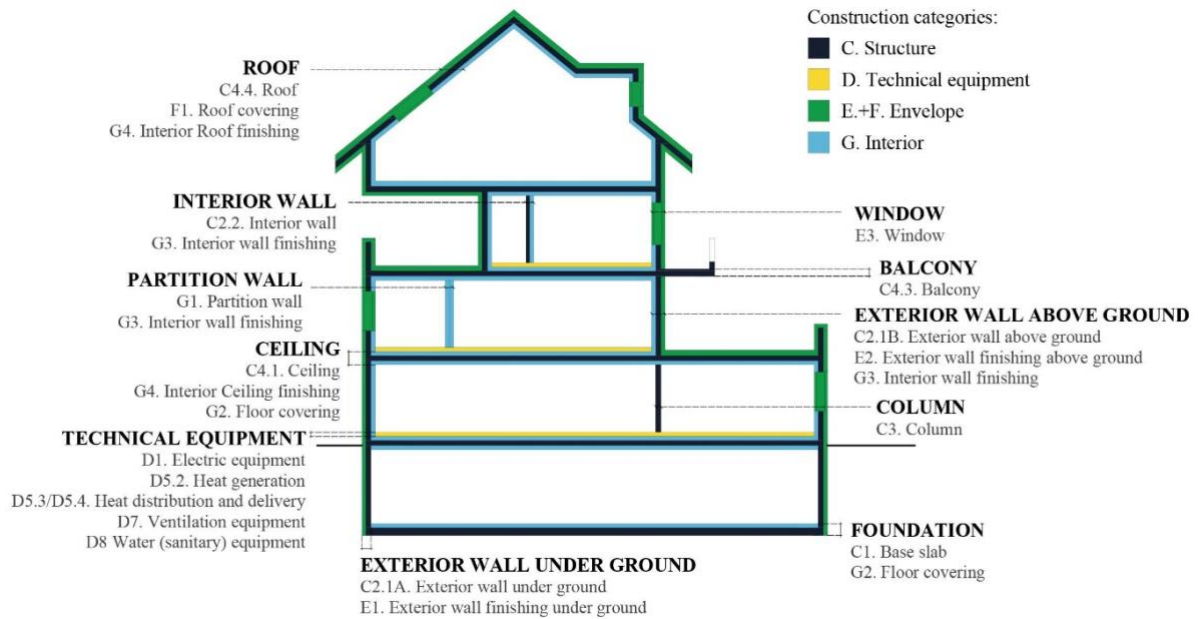 Construction categories:
C. Structure
D. Technical equipment
E.+F. Envelope
G. Interior
ROOF
C4.4. Roof
F1. Roof covering
G4. Interior Roof finishing
INTERIOR WALL
C2.2. Interior wall
G3. Interior wall finishing
PARTITION WALL
G1. Partition wall
G3. Interior wall finishing
CEILING
C4.1. Ceiling
G4. Interior Ceiling finishing
G2. Floor covering
TECHNICAL EQUIPMENT
D1. Electric equipment
D5.2. Heat generation
D5.3/D5.4. Heat distribution and delivery
D7. Ventilation equipment
D8 Water (sanitary) equipment
EXTERIOR WALL UNDER GROUND
C2.1A. Exterior wall under ground
E1. Exterior wall finishing under ground
WINDOW
E3. Window
BALCONY
C4.3. Balcony
EXTERIOR WALL ABOVE GROUND
C2.1B. Exterior wall above ground
E2. Exterior wall finishing above ground
G3. Interior wall finishing
COLUMN
C3. Column
FOUNDATION
C1. Base slab
G2. Floor covering